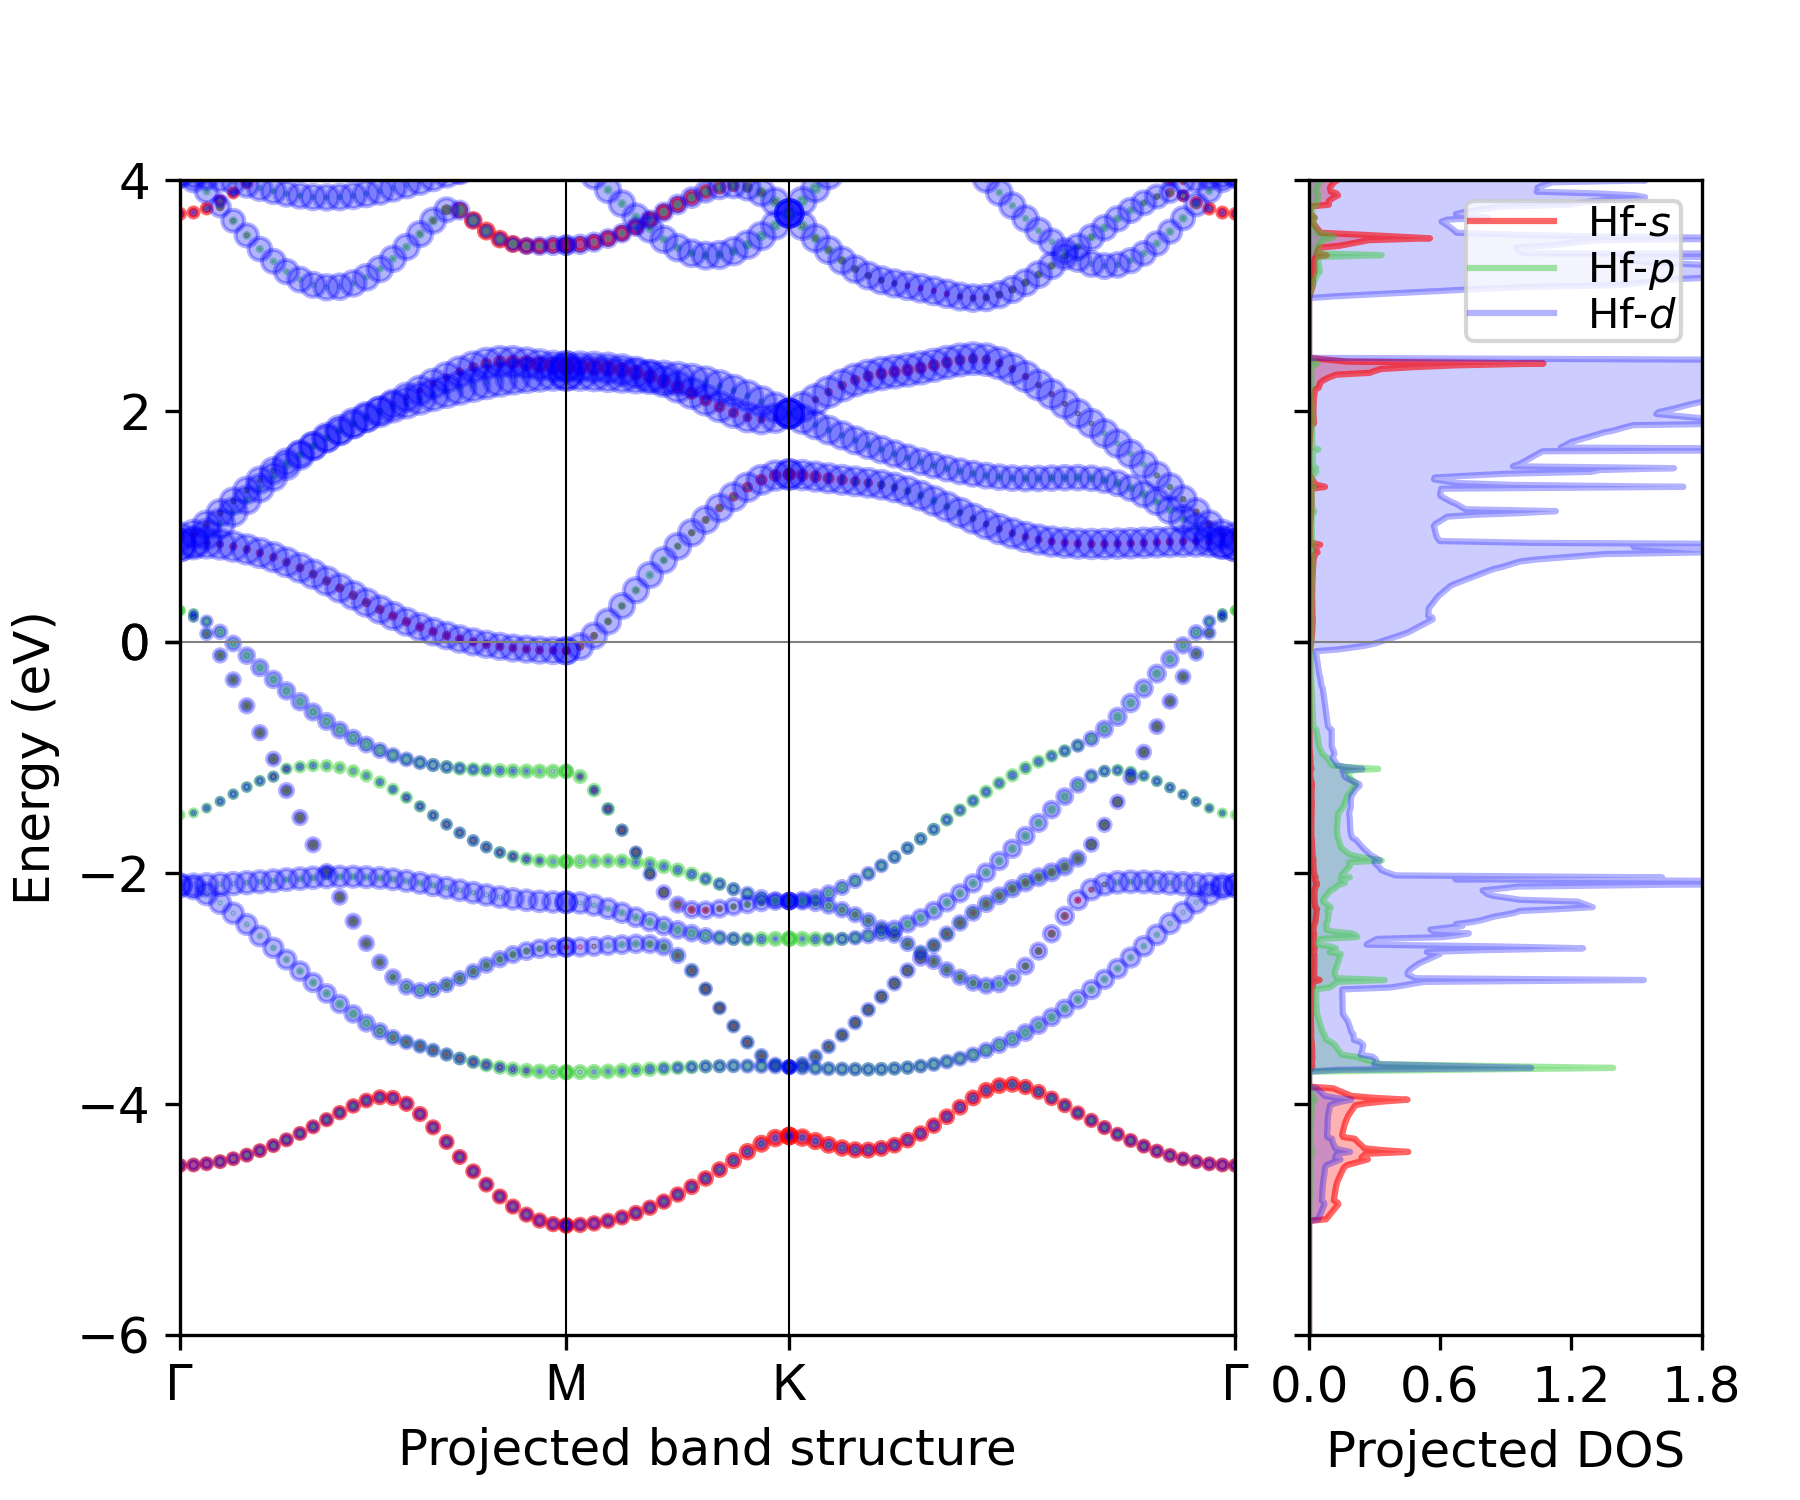 4
2
0
−2
−4
−6
Energy (eV)
Γ
M
K
Γ
Projected band structure
Hf-s
Hf-p
Hf-d
0.0
0.6
1.2
1.8
Projected DOS